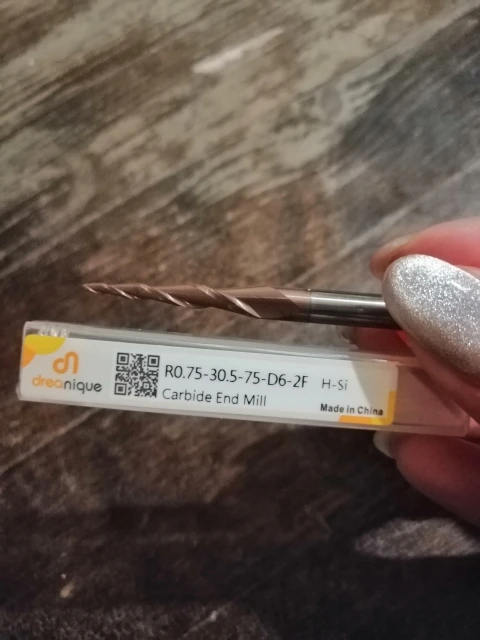 dreanique
R0.75-30.5-75-D6-2F H-Si
Carbide End Mill
Made in China